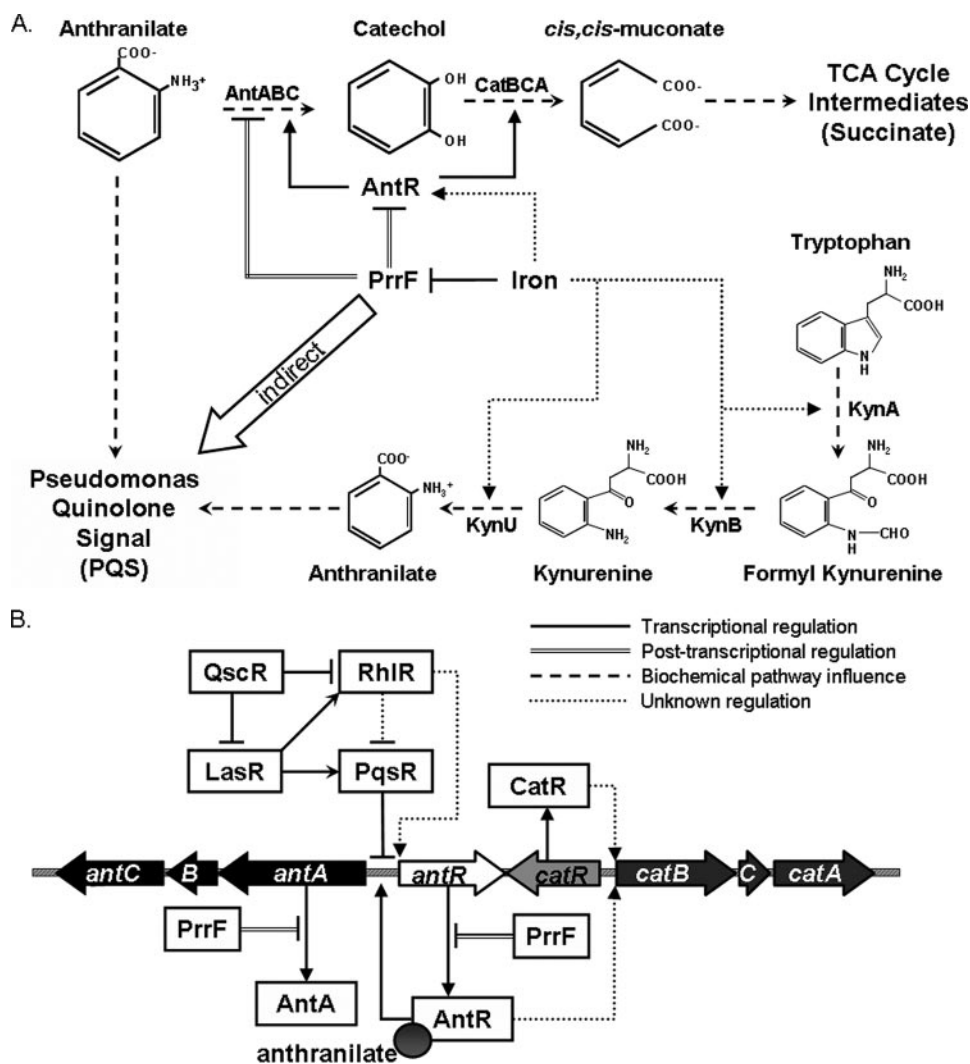 A.
Anthranilate
Catechol
cis,cis-muconate
COO-
NH3+
AntABC
OH
OH
CatBCA
COO-
COO-
TCA Cycle
Intermediates
(Succinate)
AntR
PrrF
Iron
Tryptophan
NH2
COOH
N
H
KynA
indirect
Pseudomonas
Quinolone
Signal
(PQS)
COO-
NH3+
Anthranilate
KynU
NH2
COOH
O
NH2
Kynurenine
KynB
NH2
COOH
O
N
H
CHO
Formyl Kynurenine
B.
Transcriptional regulation
Post-transcriptional regulation
Biochemical pathway influence
Unknown regulation
QscR
RhlR
LasR
PqsR
CatR
antC
B
antA
antR
catR
catB
C
catA
PrrF
PrrF
AntA
AntR
anthranilate